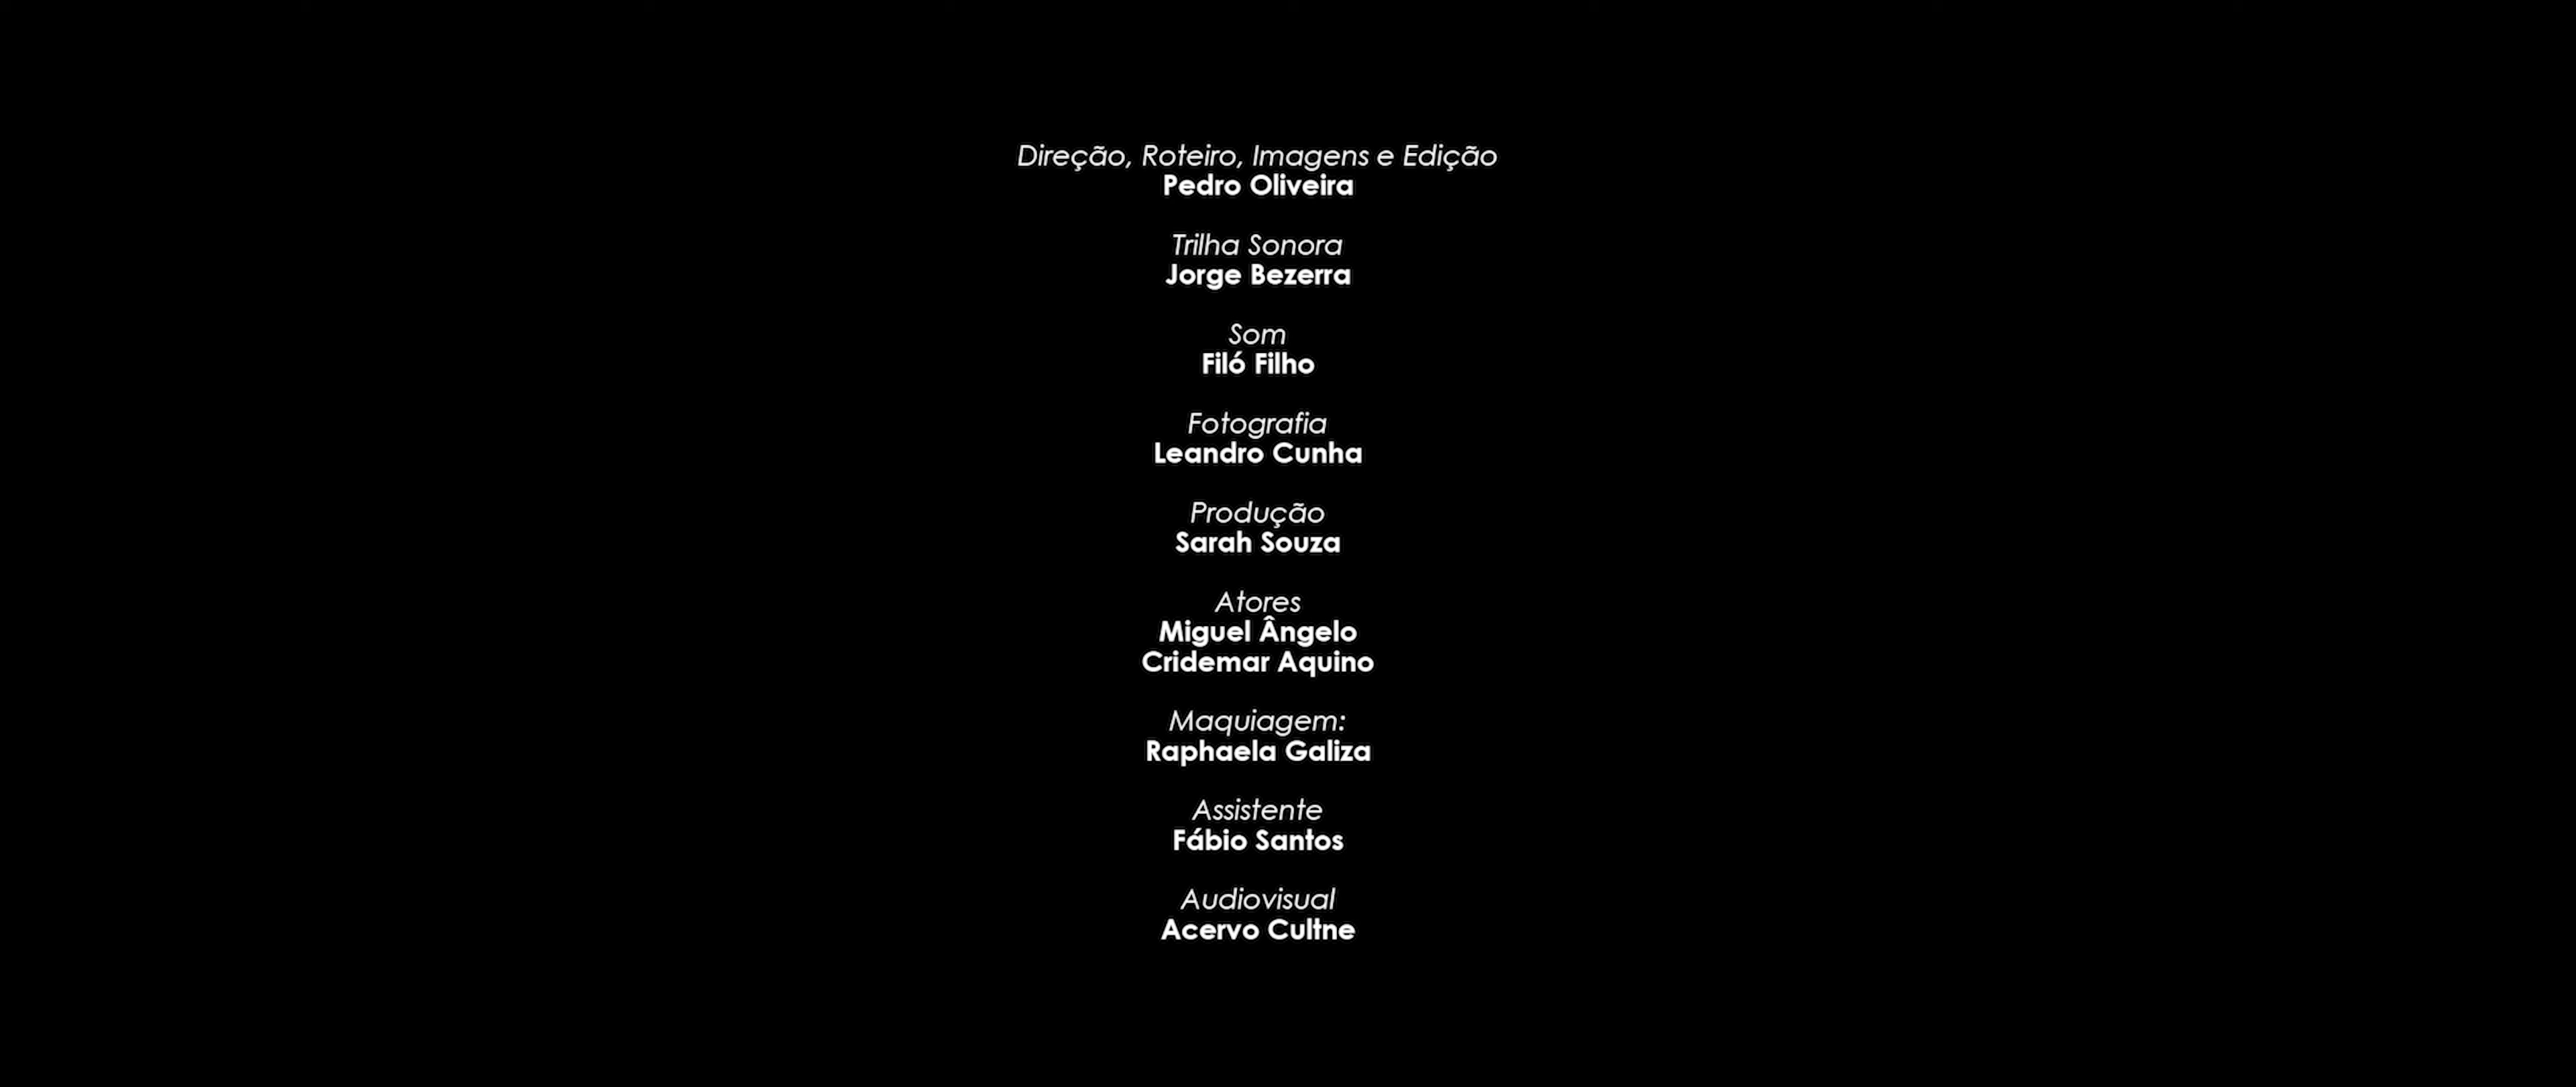 Direção, Roteiro, Imagens e Edição
Pedro Oliveira
Trilha Sonora
Jorge Bezerra
Som
Filó Filho
Fotografia
Leandro Cunha
Produção
Sarah Souza
Atores
Miguel Ângelo
Cridemar Aquino
Maquiagem:
Raphaela Galiza
Assistente
Fábio Santos
Audiovisual
Acervo Cultne